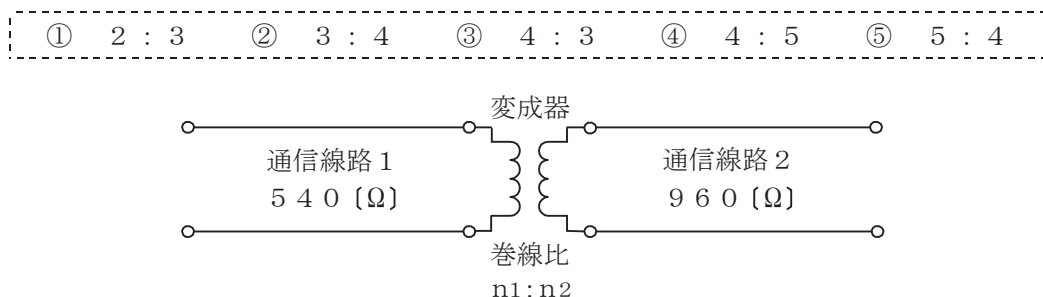 ① 2 : 3 ② 3 : 4 ③ 4 : 3 ④ 4 : 5 ⑤ 5 : 4
変成器
通信線路1 通信線路2
540〔Ω〕 960〔Ω〕
巻線比
n1:n2